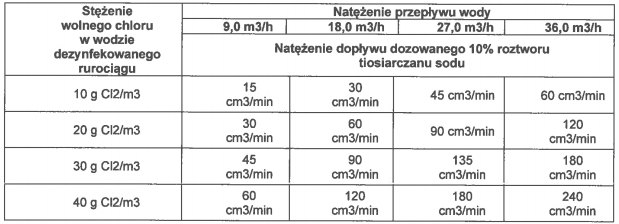 Stężenie
wolnego chloru
w wodzie
dezynfekowanego
rurociągu
Natężenie przepływu wody
9,0 m3/h 18,0 m3/h 27,0 m3/h 36,0 m3/h
Natężenie dopływu dozowanego 10% roztworu
tiosiarczanu sodu
10 g Cl2/m3 15 cm3/min 30 cm3/min 45 cm3/min 60 cm3/min
20 g Cl2/m3 30 cm3/min 60 cm3/min 90 cm3/min 120 cm3/min
30 g Cl2/m3 45 cm3/min 90 cm3/min 135 cm3/min 180 cm3/min
40 g Cl2/m3 60 cm3/min 120 cm3/min 180 cm3/min 240 cm3/min